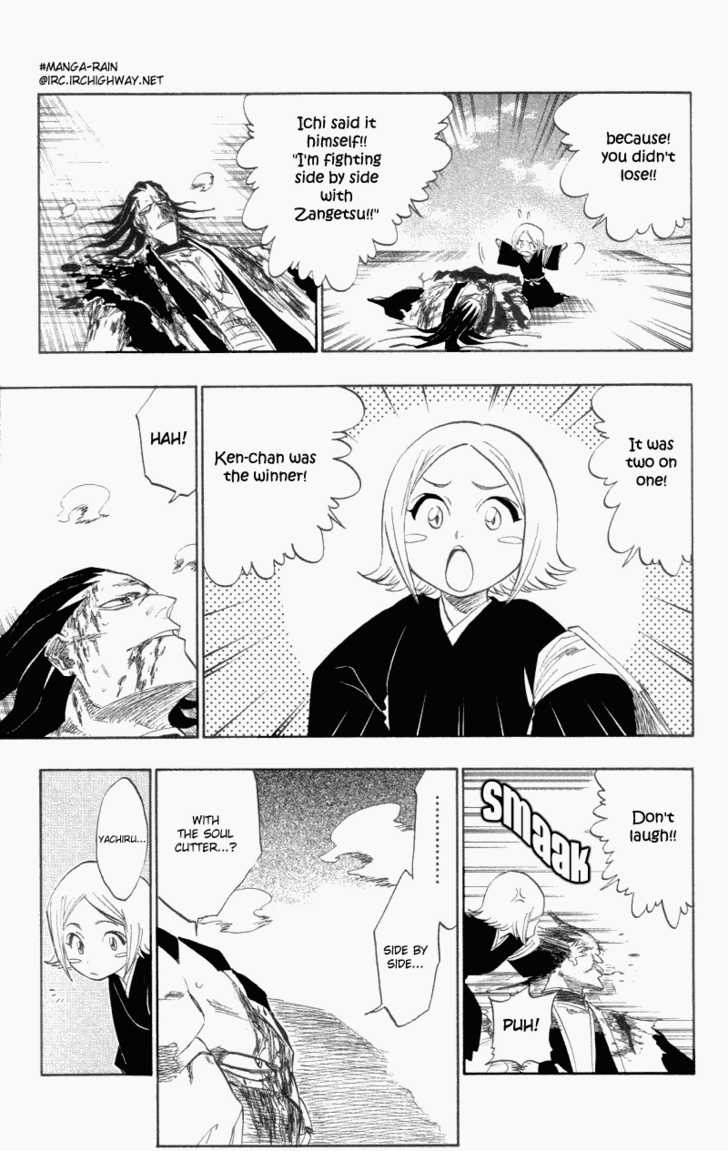 #MANGA-RAIN
@IRC.IRCHIGHWAY.NET
because!
you didn't
lose!!
Ichi said it
himself!!
"I'm fighting
side by side
with
Zangetsu!!"
It was
two on
one!
Ken-chan was
the winner!
HAH!
Don't
laugh!!
smaak
PUH!
.........
SIDE BY
SIDE...
WITH
THE SOUL
CUTTER...?
YACHIRU...